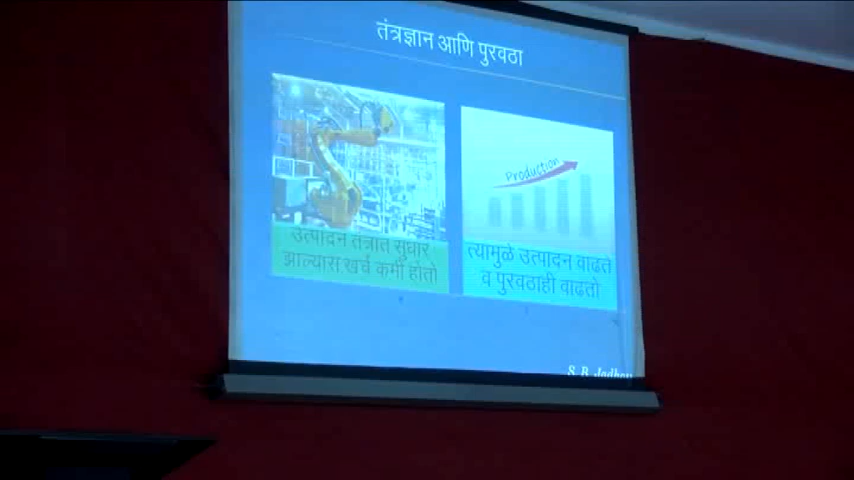 तंत्रज्ञान आणि पुरवठा
Production
उत्पादन तंत्रात सुधार
झाल्यास खर्च कमी होतो
त्यामुळे उत्पादन वाढते
व पुरवठाही वाढतो
S. B. Jadhav